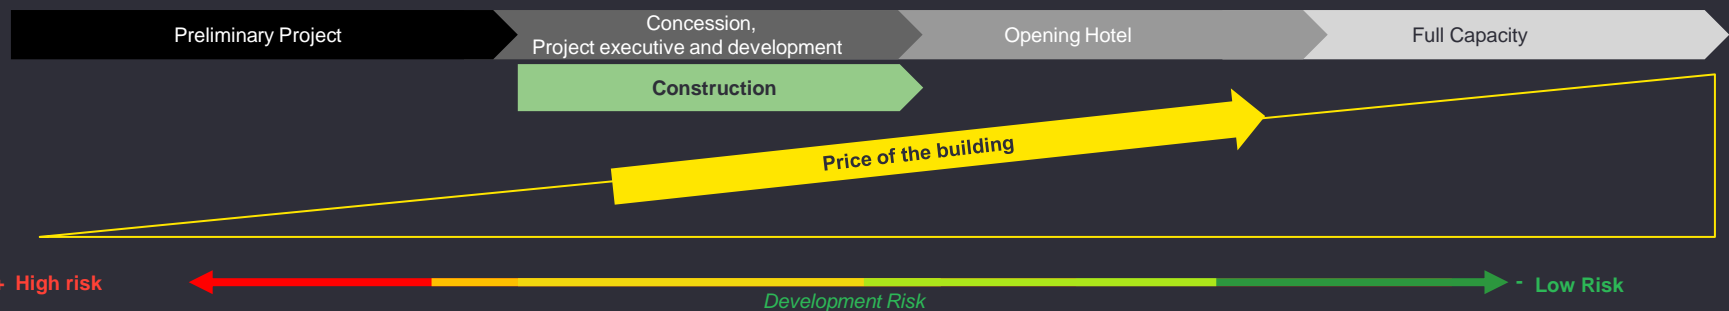 Preliminary Project
Concession,
Project executive and development
Opening Hotel
Full Capacity
Construction
Price of the building
+ High risk
- Low Risk
Development Risk